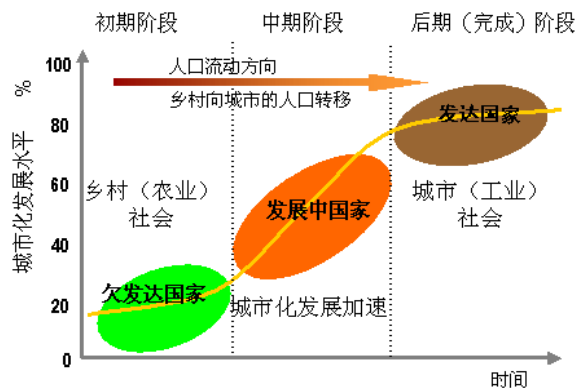 初期阶段 中期阶段 后期（完成）阶段
100
人口流动方向
%
乡村向城市的人口转移
80
发达国家
城市化发展水平
60
乡村（农业）
社会
发展中国家
城市（工业）
社会
40
欠发达国家
20
城市化发展加速
0
时间